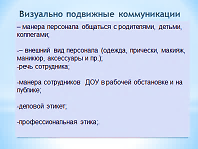 Визуально подвижные коммуникации
– манера персонала общаться с родителями, детьми,
коллегами;
-– внешний вид персонала (одежда, прически, макияж,
маникюр, аксессуары и пр.);
-речь сотрудника;
-манера сотрудников ДОУ в рабочей обстановке и на
публике;
-деловой этикет;
-профессиональная этика;